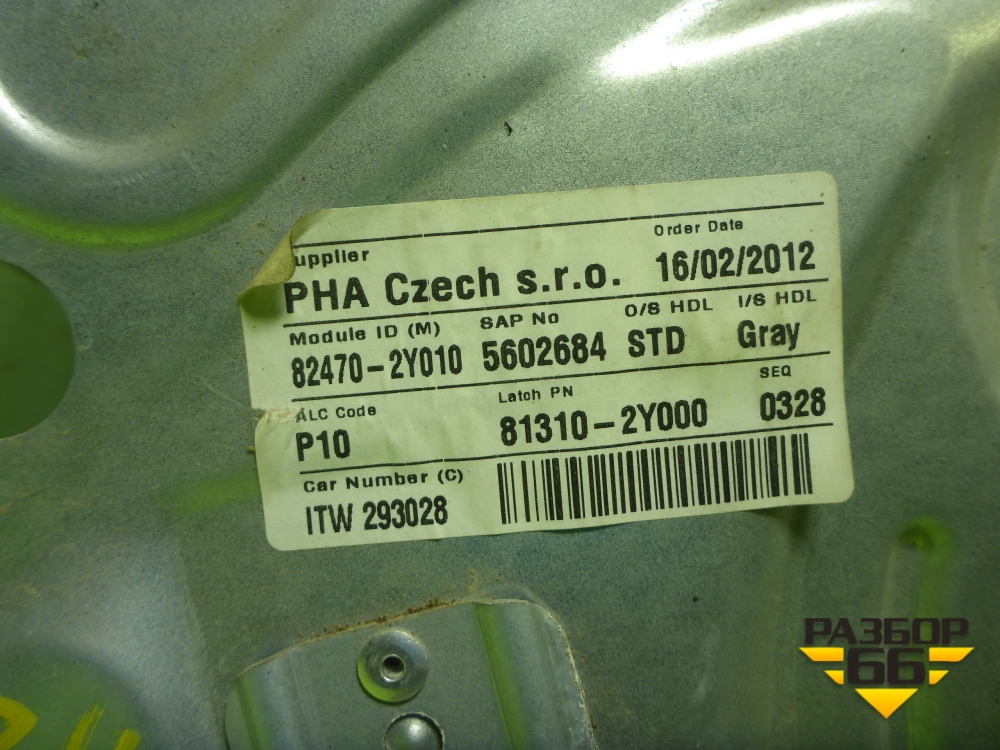 upplier Order Date
PHA Czech s.r.o. 16/02/2012
Module ID (M) SAP No O/S HDL I/S HDL
82470-2Y010 5602684 STD Gray
ALC Code Latch PN SEQ
P10 81310-2Y000 0328
Car Number (C)
ITW 293028
РАЗБОР
66